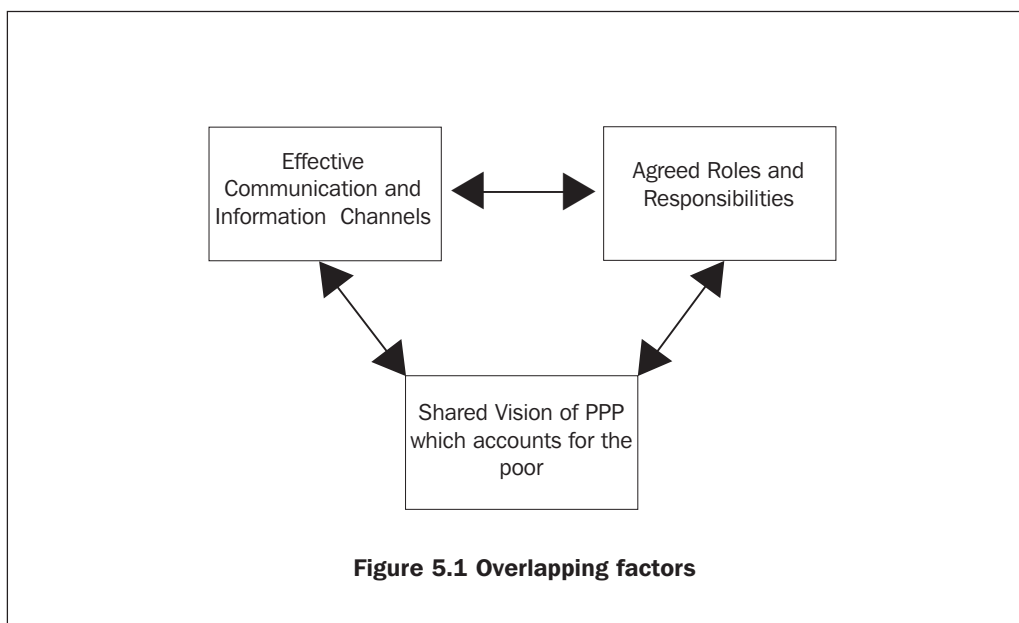 Effective
Communication and
Information Channels
Agreed Roles and
Responsibilities
Shared Vision of PPP
which accounts for the
poor
Figure 5.1 Overlapping factors